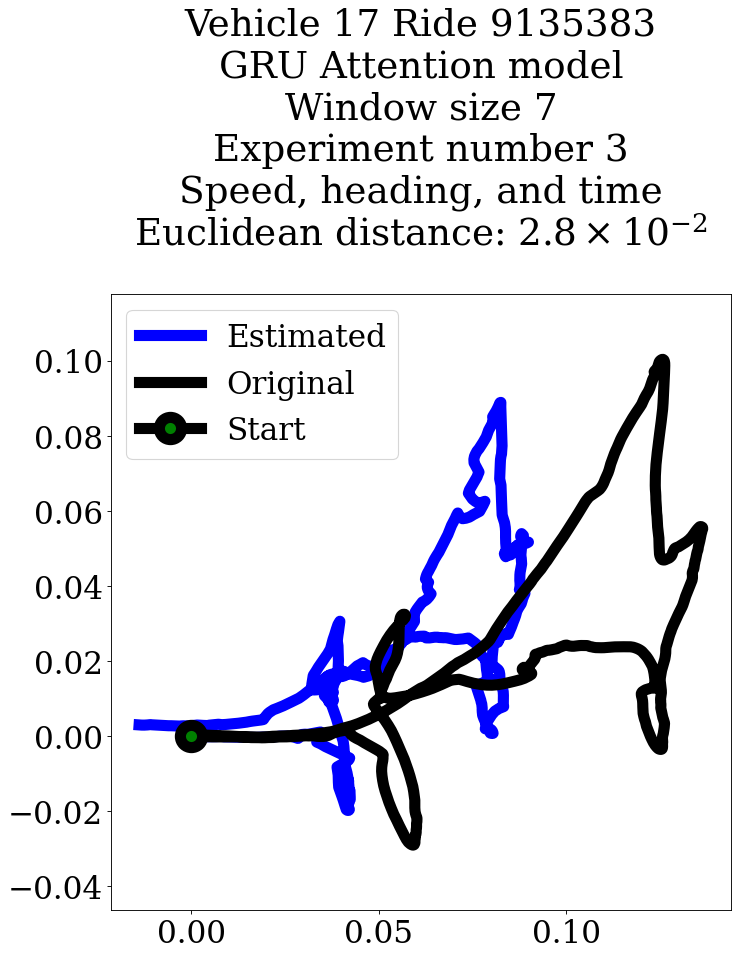 Vehicle 17 Ride 9135383
GRU Attention model
Window size 7
Experiment number 3
Speed, heading, and time
Euclidean distance: 2.8 × 10⁻²
Estimated
Original
Start
0.10
0.08
0.06
0.04
0.02
0.00
−0.02
−0.04
0.00 0.05 0.10